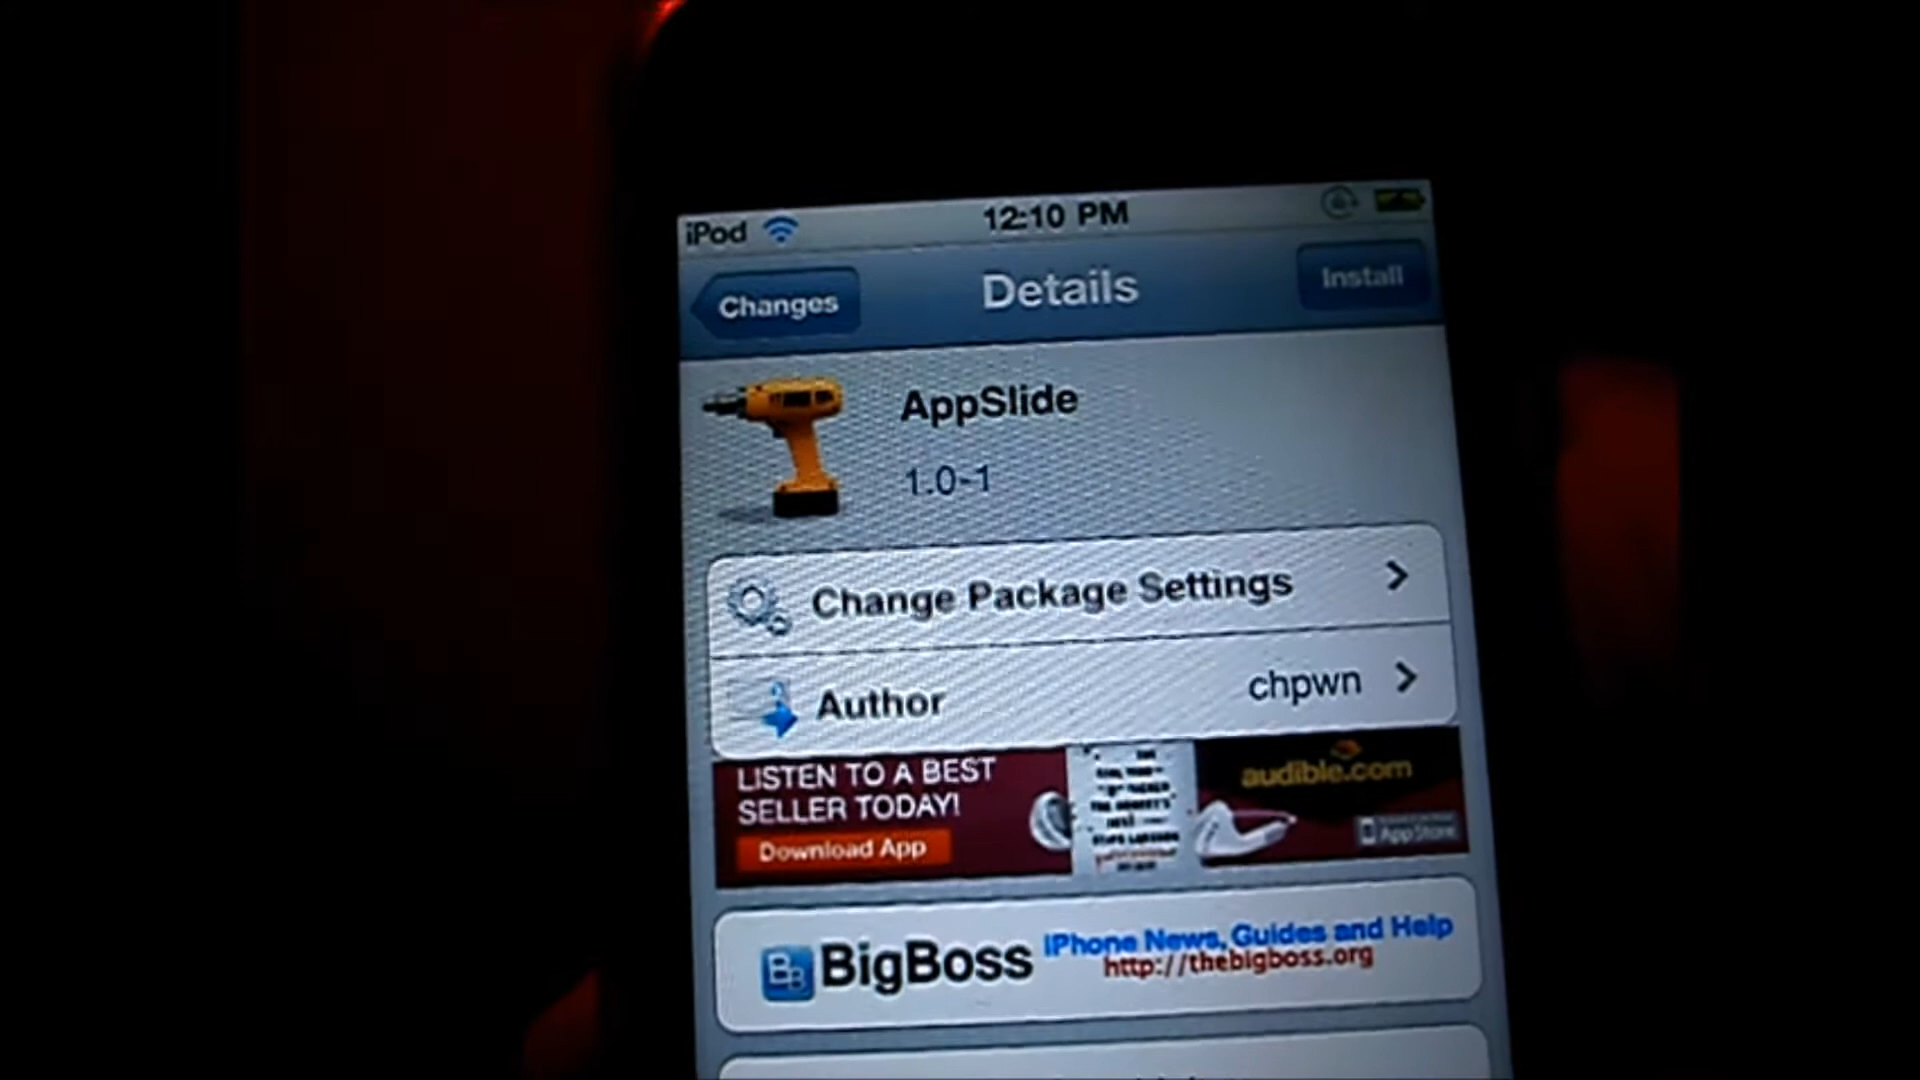 iPod 12:10 PM
Changes Details Install
AppSlide
1.0-1
Change Package Settings
Author chpwn
LISTEN TO A BEST
SELLER TODAY!
Download App
audible.com
App Store
BigBoss
iPhone News, Guides and Help
http://thebigboss.org